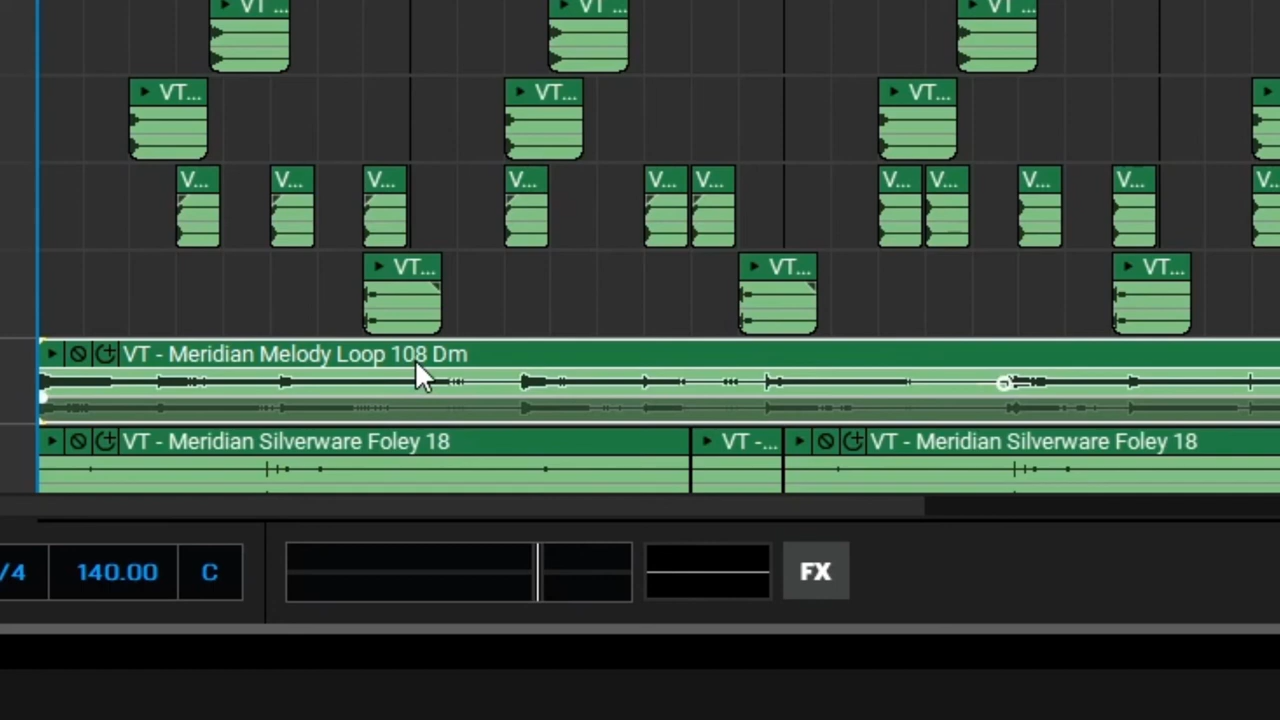 VT ... VT ... VT ...
VT... VT... VT...
V... V... V... V... V... V... V... V... V... V... V...
VT... VT... VT...
VT - Meridian Melody Loop 108 Dm
VT - Meridian Silverware Foley 18 VT -... VT - Meridian Silverware Foley 18
/4 140.00 C FX